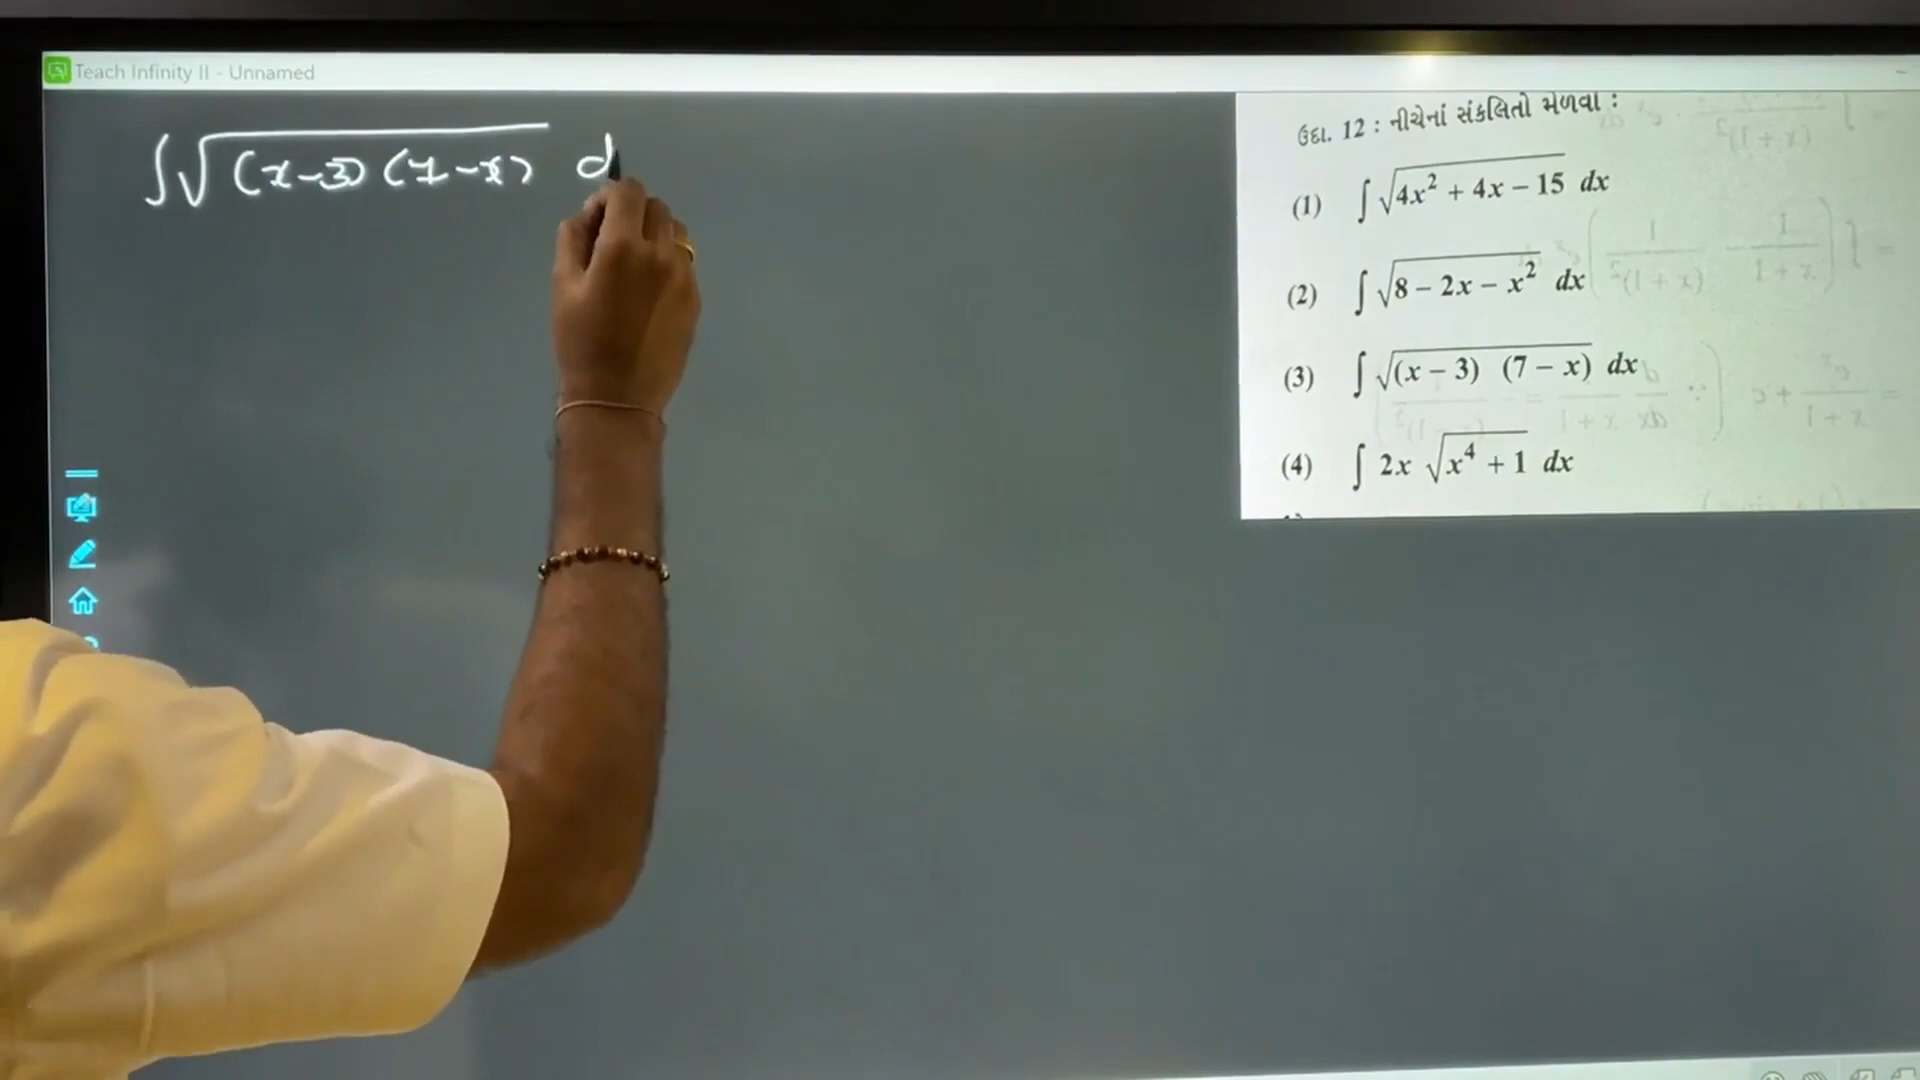 Teach Infinity II - Unnamed
∫√(x-3)(7-x) d
ઉદા. 12 : નીચેનાં સંકલિતો મેળવો :
(1) ∫ √4x² + 4x – 15 dx
(2) ∫ √8 – 2x – x² dx
(3) ∫ √(x – 3) (7 – x) dx
(4) ∫ 2x √x⁴ + 1 dx